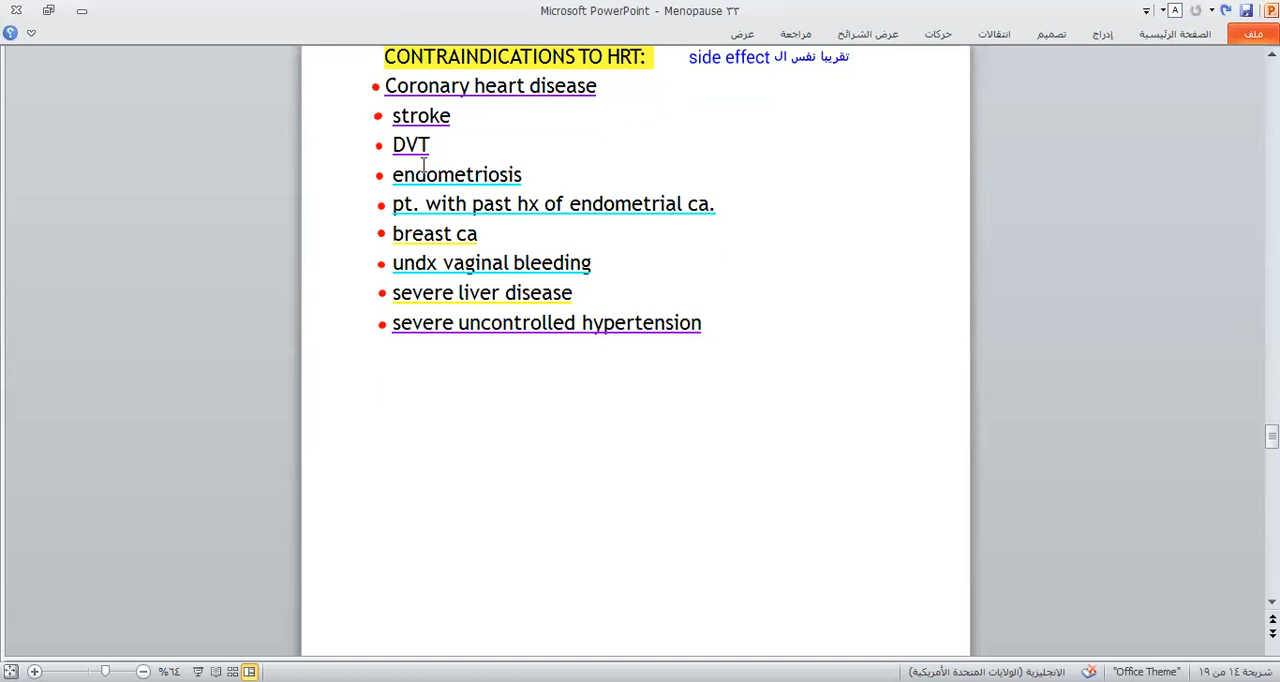 Microsoft PowerPoint - Menopause ٣٣
ملف الصفحة الرئيسية إدراج تصميم انتقالات حركات عرض الشرائح مراجعة عرض
CONTRAINDICATIONS TO HRT: تقريبا نفس ال side effect
Coronary heart disease
stroke
DVT
endometriosis
pt. with past hx of endometrial ca.
breast ca
undx vaginal bleeding
severe liver disease
severe uncontrolled hypertension
شريحة ١٤ من ١٩ "Office Theme" الانجليزية (الولايات المتحدة الأمريكية) ٦٤%